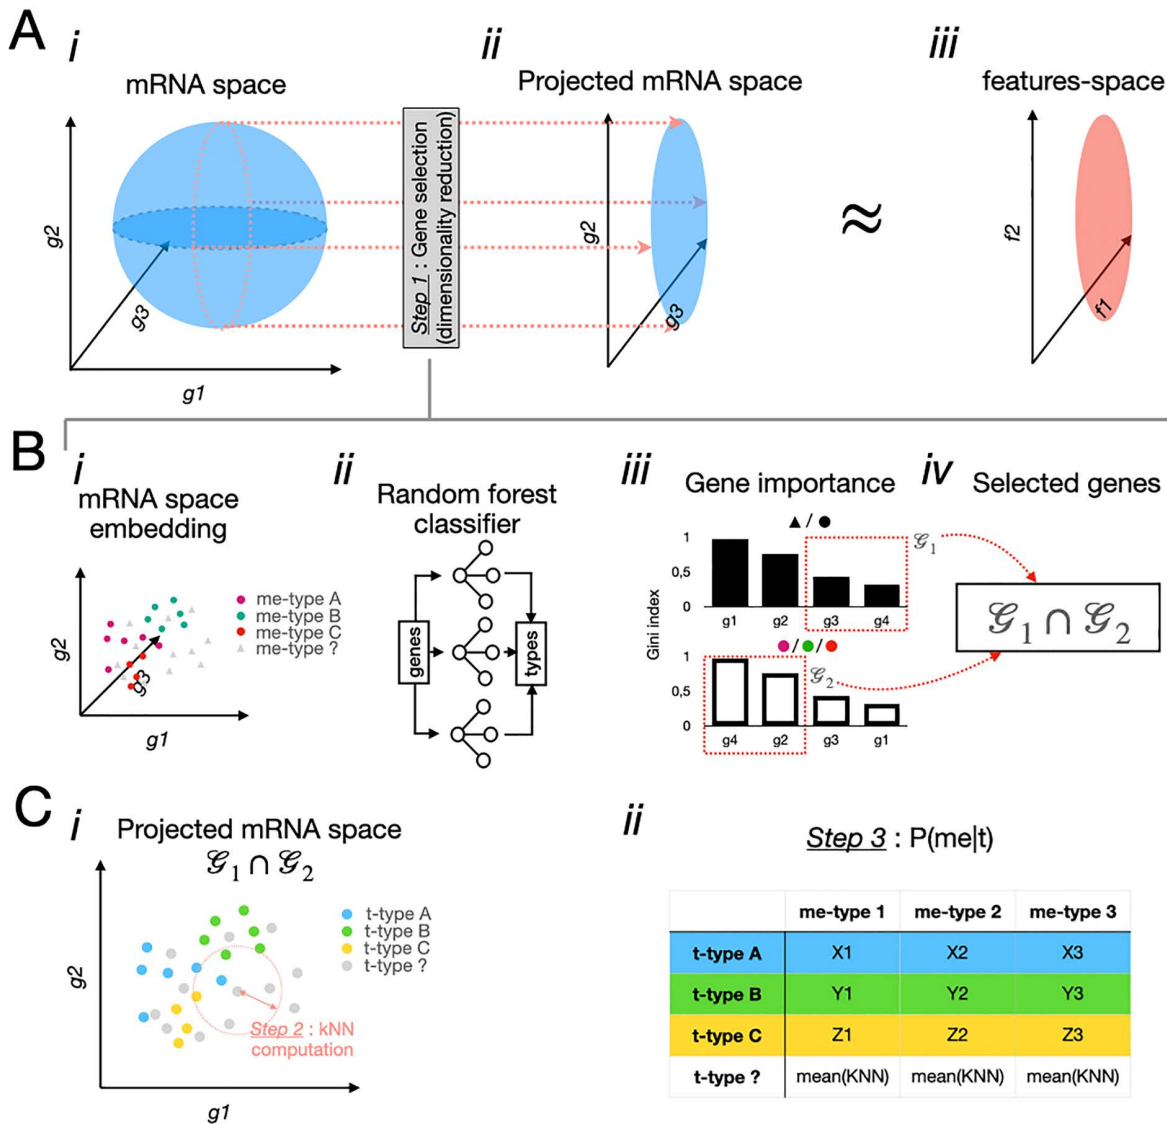 A
i
mRNA space
g2
g3
g1
Step 1 : Gene selection
(dimensionality reduction)
ii
Projected mRNA space
g2
g3
≈
iii
features-space
f2
f1
B
i
mRNA space
embedding
g2
g3
g1
me-type A
me-type B
me-type C
me-type ?
ii
Random forest
classifier
genes
types
iii
Gene importance
▲ / ●
Gini index
1
0,5
0
g1 g2 g3 g4
𝒢1
● / ● / ●
1
0,5
0
g4 g2 g3 g1
𝒢2
iv
Selected genes
𝒢1 ∩ 𝒢2
C
i
Projected mRNA space
𝒢1 ∩ 𝒢2
g2
g1
t-type A
t-type B
t-type C
t-type ?
Step 2 : kNN
computation
ii
Step 3 : P(me|t)
me-type 1 me-type 2 me-type 3
t-type A X1 X2 X3
t-type B Y1 Y2 Y3
t-type C Z1 Z2 Z3
t-type ? mean(KNN) mean(KNN) mean(KNN)